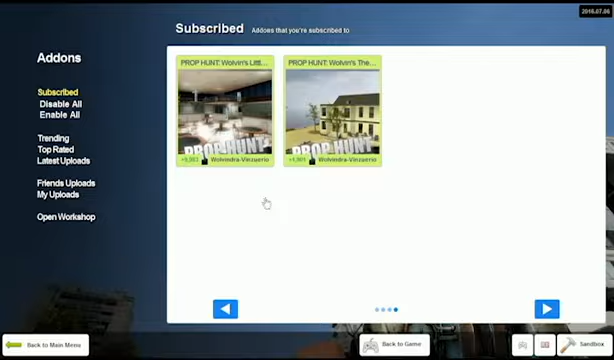 2016.07.06
Subscribed Addons that you're subscribed to
Addons
Subscribed
Disable All
Enable All
Trending
Top Rated
Latest Uploads
Friends Uploads
My Uploads
Open Workshop
PROP HUNT: Wolvin's Littl...
PROP HUNT
Wolvindra-Vinzuerio
PROP HUNT: Wolvin's The...
PROP HUNT
Wolvindra-Vinzuerio
Back to Main Menu
Back to Game
Sandbox